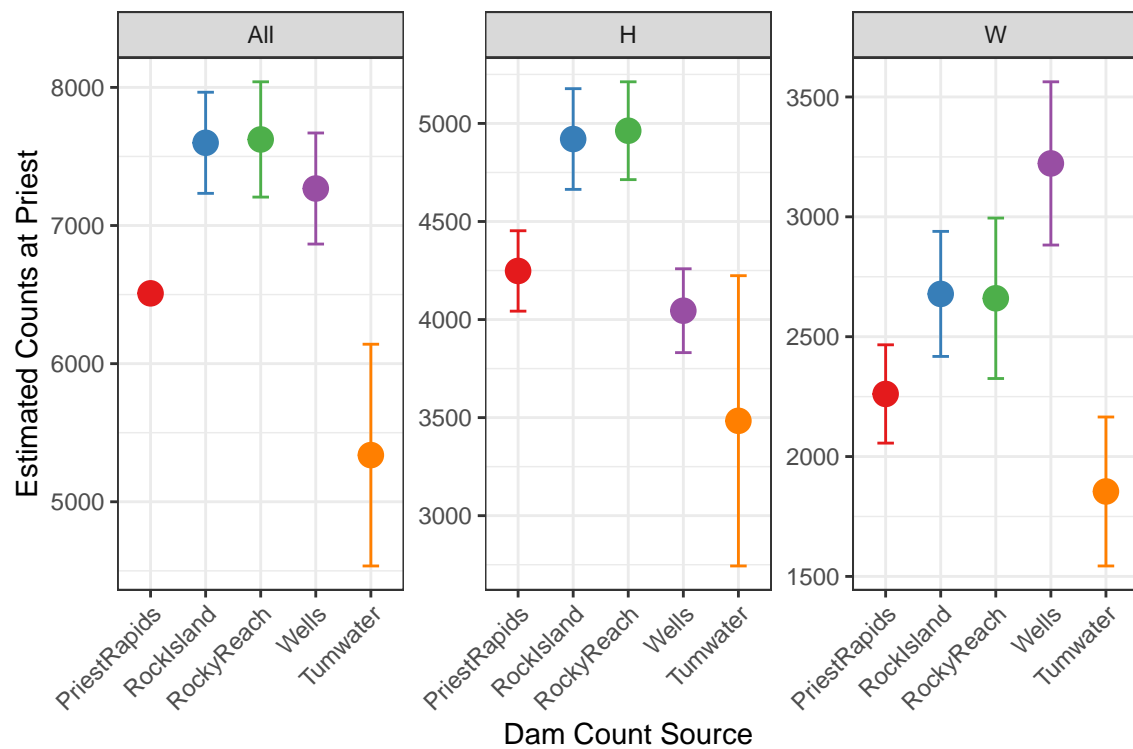 All
H
W
Estimated Counts at Priest
8000
7000
6000
5000
5000
4500
4000
3500
3000
3500
3000
2500
2000
1500
PriestRapids
RockIsland
RockyReach
Wells
Tumwater
PriestRapids
RockIsland
RockyReach
Wells
Tumwater
PriestRapids
RockIsland
RockyReach
Wells
Tumwater
Dam Count Source